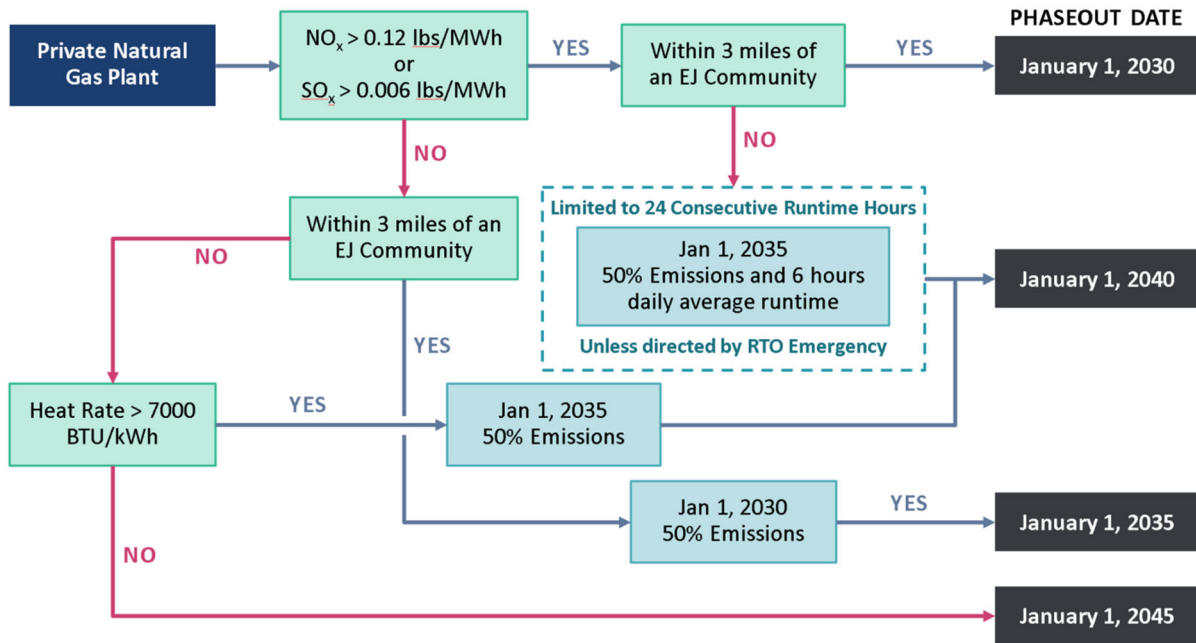 PHASEOUT DATE
Private Natural
Gas Plant
NOx > 0.12 lbs/MWh
or
SOx > 0.006 lbs/MWh
YES
Within 3 miles of
an EJ Community
YES
January 1, 2030
NO
NO
Within 3 miles of an
EJ Community
NO
Limited to 24 Consecutive Runtime Hours
Jan 1, 2035
50% Emissions and 6 hours
daily average runtime
Unless directed by RTO Emergency
January 1, 2040
YES
Heat Rate > 7000
BTU/kWh
YES
Jan 1, 2035
50% Emissions
Jan 1, 2030
50% Emissions
YES
January 1, 2035
NO
January 1, 2045